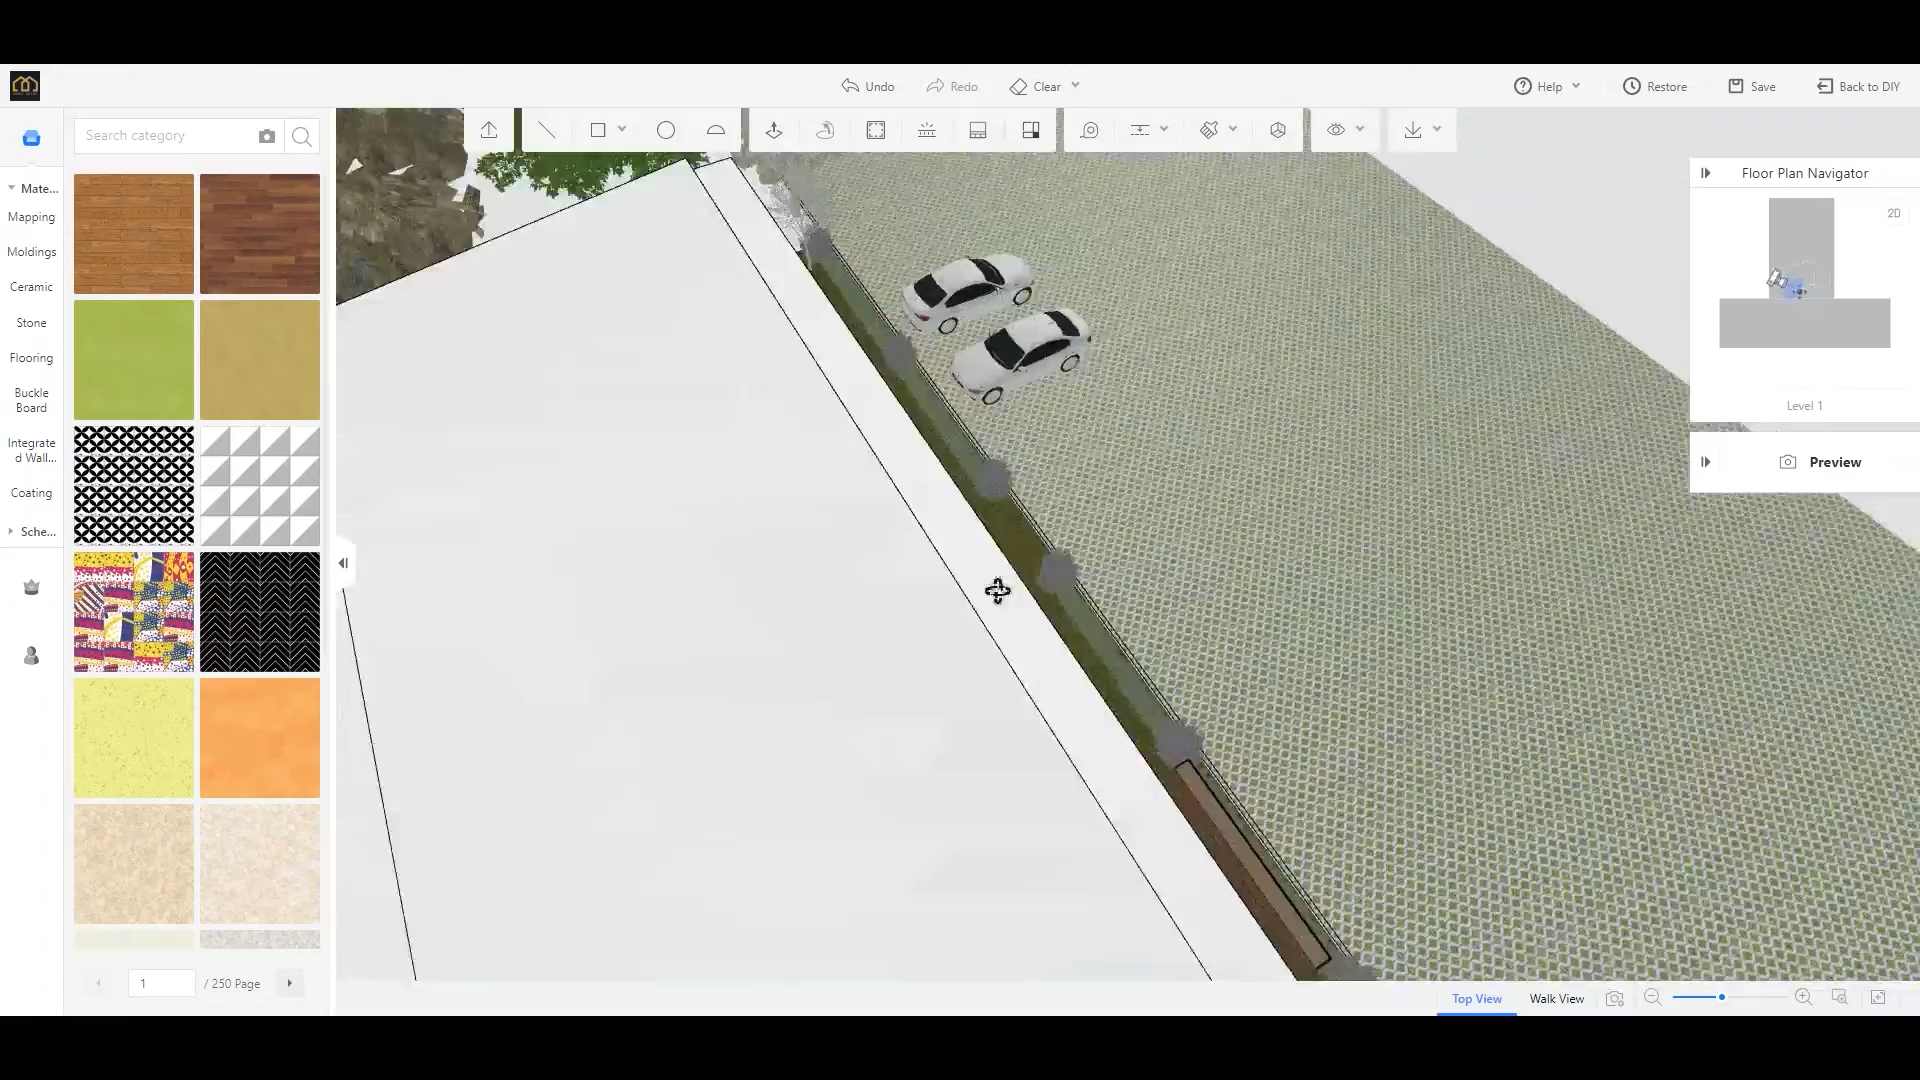 Undo
Redo
Clear
Help
Restore
Save
Back to DIY
Search category
Mate...
Mapping
Moldings
Ceramic
Stone
Flooring
Buckle
Board
Integrate
d Wall...
Coating
Sche...
1
/ 250 Page
Floor Plan Navigator
2D
Level 1
Preview
Top View
Walk View